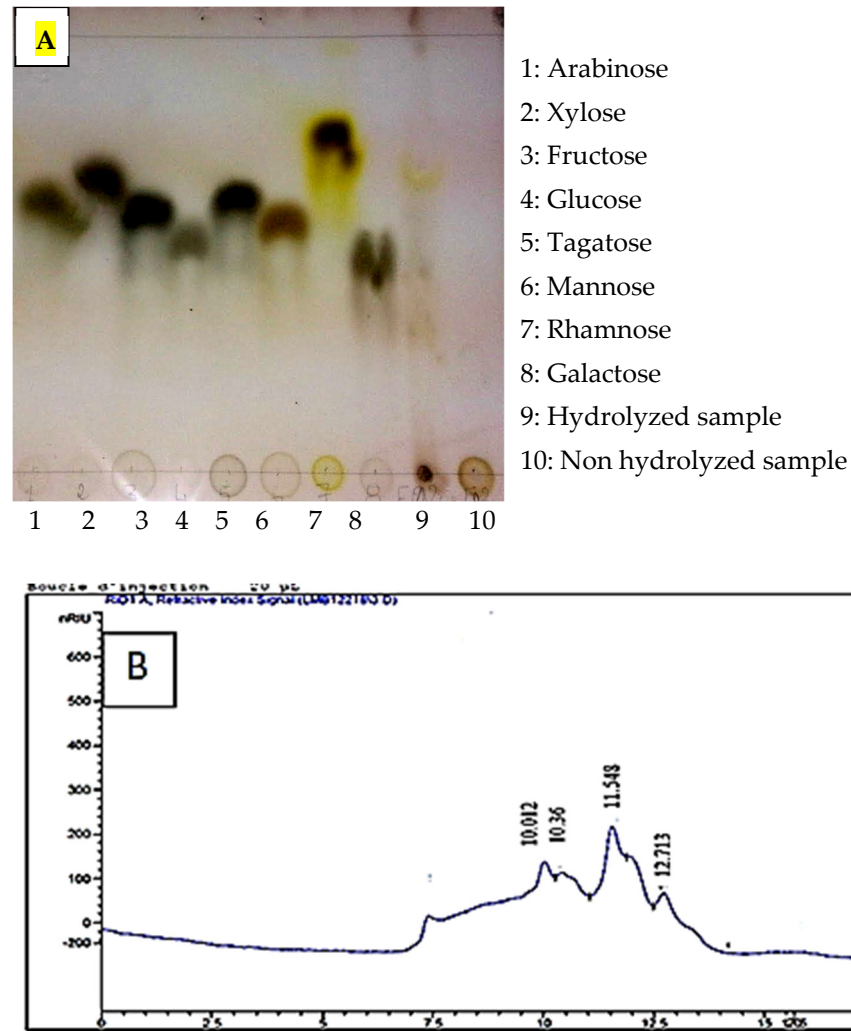 A
1: Arabinose
2: Xylose
3: Fructose
4: Glucose
5: Tagatose
6: Mannose
7: Rhamnose
8: Galactose
9: Hydrolyzed sample
10: Non hydrolyzed sample
1 2 3 4 5 6 7 8 9 10
Boucle d'injection 20 µL
RID1 A, Refractive Index Signal
nRIU
B
600
500
400
300
200
100
0
-200
10.012
10.36
11.548
12.713
0 2.5 5 7.5 10 12.5 15